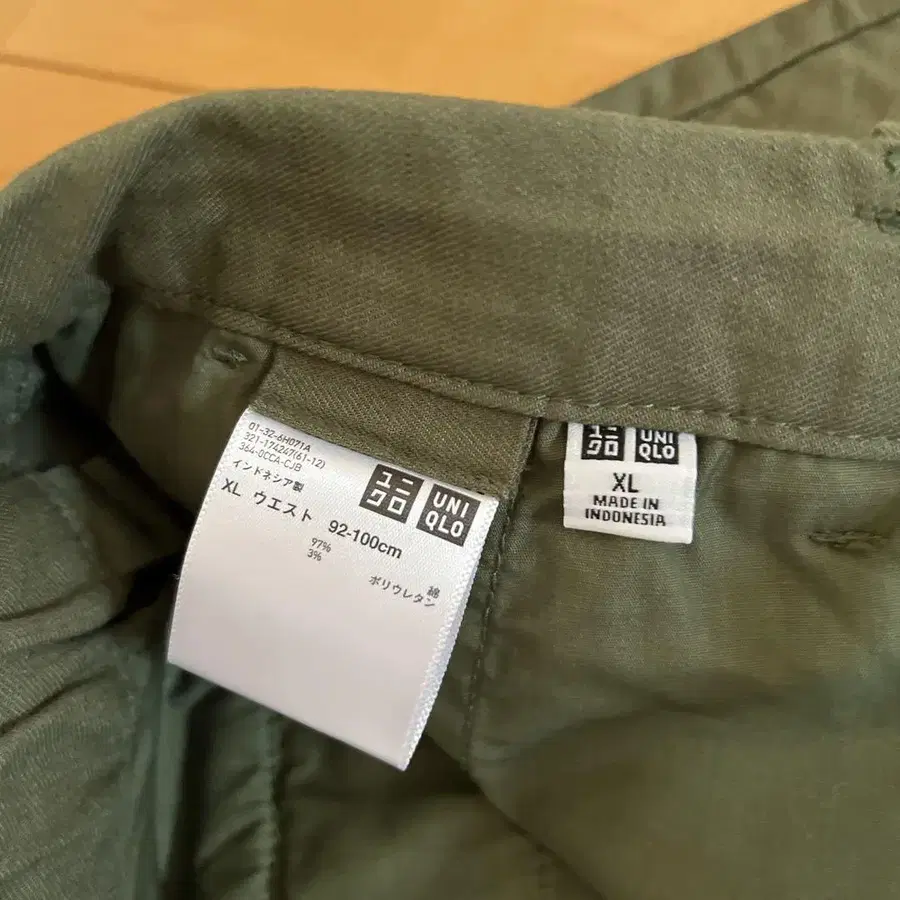 01-32-6H071A
321-174247(61-12)
364-0CCA-CJB
インドネシア製
XL ウエスト 92-100cm
97%
3%
綿
ポリウレタン
ユニ
クロ
UNI
QLO
ユニ
クロ
UNI
QLO
XL
MADE IN
INDONESIA